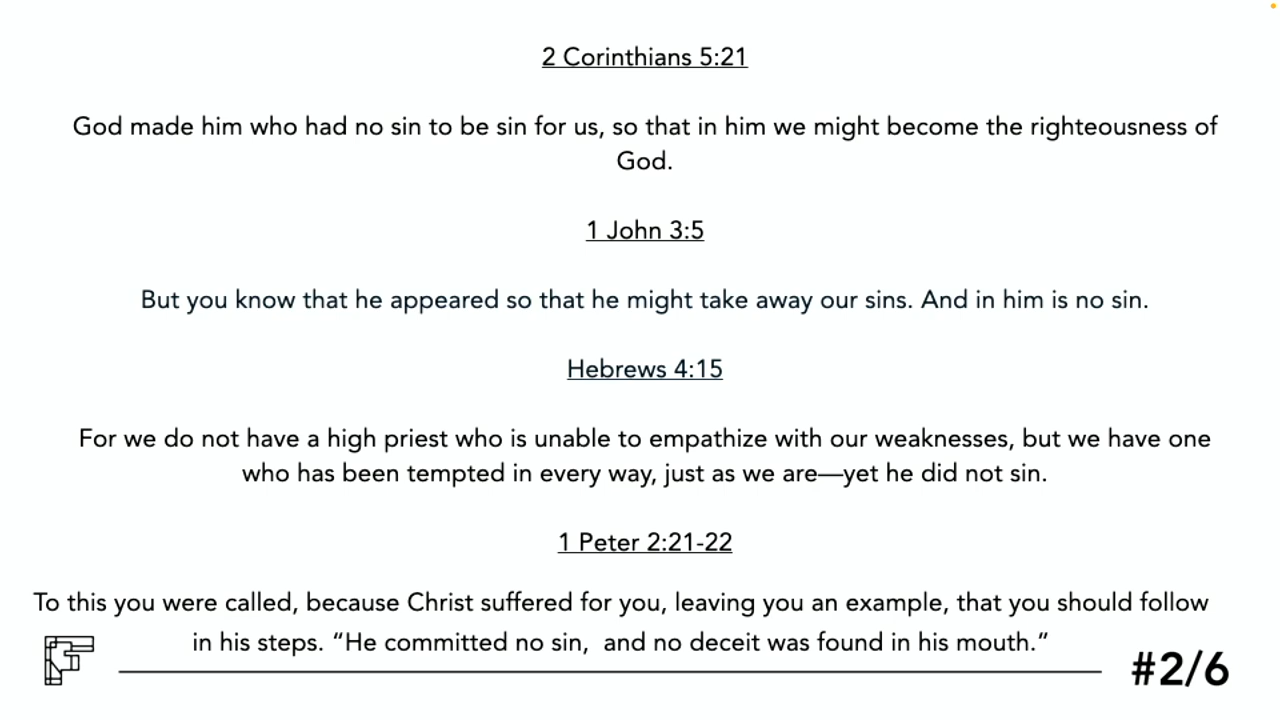 2 Corinthians 5:21
God made him who had no sin to be sin for us, so that in him we might become the righteousness of
God.
1 John 3:5
But you know that he appeared so that he might take away our sins. And in him is no sin.
Hebrews 4:15
For we do not have a high priest who is unable to empathize with our weaknesses, but we have one
who has been tempted in every way, just as we are—yet he did not sin.
1 Peter 2:21-22
To this you were called, because Christ suffered for you, leaving you an example, that you should follow
in his steps. “He committed no sin,  and no deceit was found in his mouth.”
#2/6